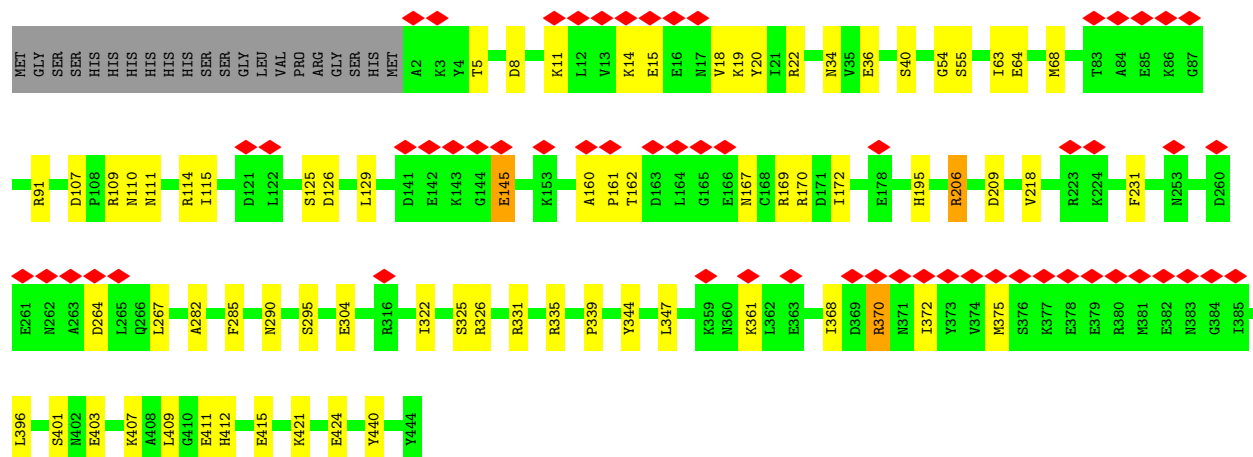 MET GLY SER SER HIS HIS HIS HIS HIS HIS SER SER GLY LEU VAL PRO ARG GLY SER HIS MET A2 K3 Y4 T5 D8 K11 L12 V13 K14 E15 E16 N17 V18 K19 Y20 I21 R22 N34 V35 E36 S40 G54 S55 I63 E64 M68 T83 A84 E85 K86 G87
R91 D107 P108 R109 N110 N111 R114 I115 D121 L122 S125 D126 L129 D141 E142 K143 G144 E145 K153 A160 P161 T162 D163 L164 G165 E166 N167 C168 R169 R170 D171 I172 E178 H195 R206 D209 V218 R223 K224 F231 N253 D260
E261 N262 A263 D264 L265 Q266 L267 A282 F285 N290 S295 E304 R316 I322 S325 R326 R331 R335 P339 Y344 L347 K359 N360 K361 L362 E363 I368 D369 R370 N371 I372 Y373 V374 M375 S376 K377 E378 E379 R380 M381 E382 N383 G384 I385
L396 S401 N402 E403 K407 A408 L409 G410 E411 H412 E415 K421 E424 Y440 Y444